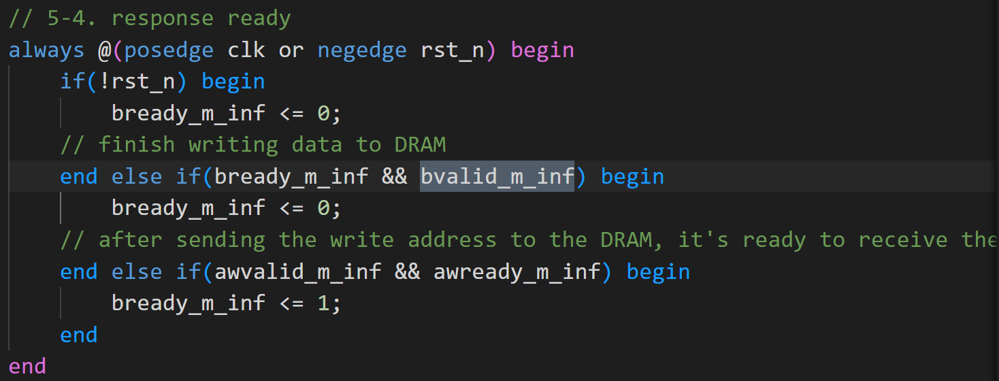 // 5-4. response ready
always @(posedge clk or negedge rst_n) begin
    if(!rst_n) begin
        bready_m_inf <= 0;
    // finish writing data to DRAM
    end else if(bready_m_inf && bvalid_m_inf) begin
        bready_m_inf <= 0;
    // after sending the write address to the DRAM, it's ready to receive the
    end else if(awvalid_m_inf && awready_m_inf) begin
        bready_m_inf <= 1;
    end
end